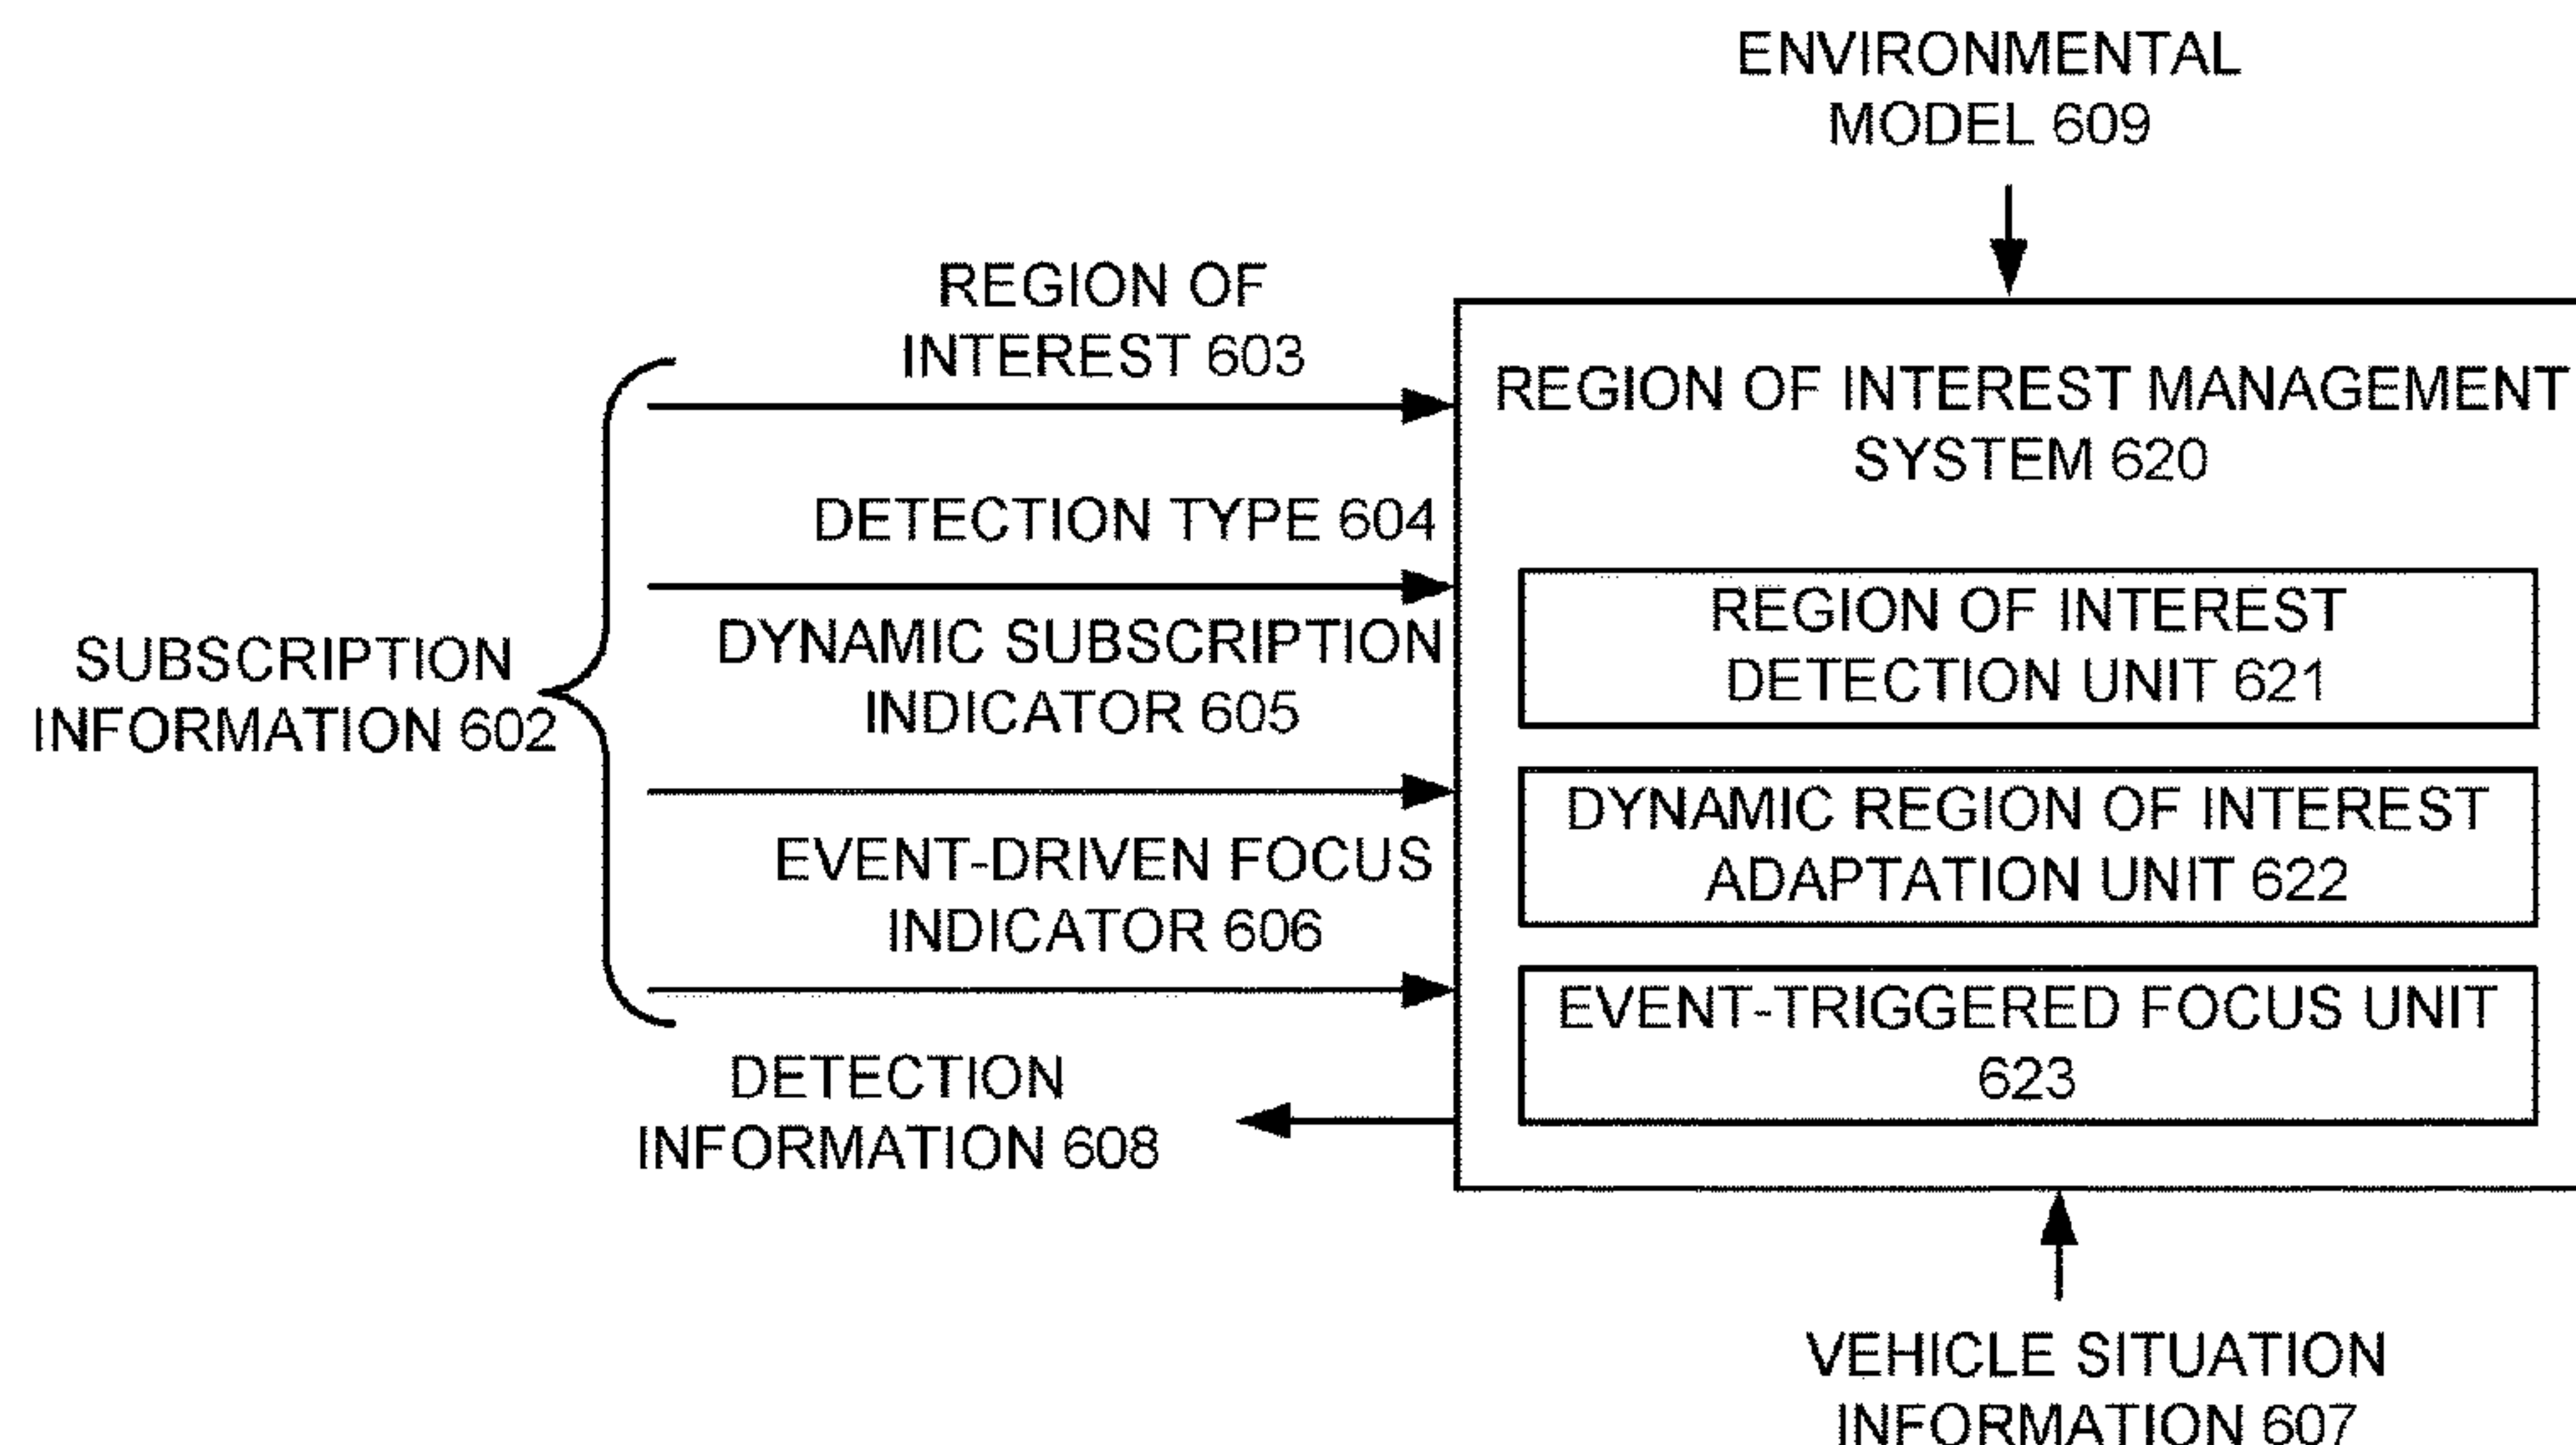 ENVIRONMENTAL
MODEL 609
REGION OF
INTEREST 603
DETECTION TYPE 604
DYNAMIC SUBSCRIPTION
INDICATOR 605
EVENT-DRIVEN FOCUS
INDICATOR 606
SUBSCRIPTION
INFORMATION 602
DETECTION
INFORMATION 608
REGION OF INTEREST MANAGEMENT
SYSTEM 620
REGION OF INTEREST
DETECTION UNIT 621
DYNAMIC REGION OF INTEREST
ADAPTATION UNIT 622
EVENT-TRIGGERED FOCUS UNIT
623
VEHICLE SITUATION
INFORMATION 607